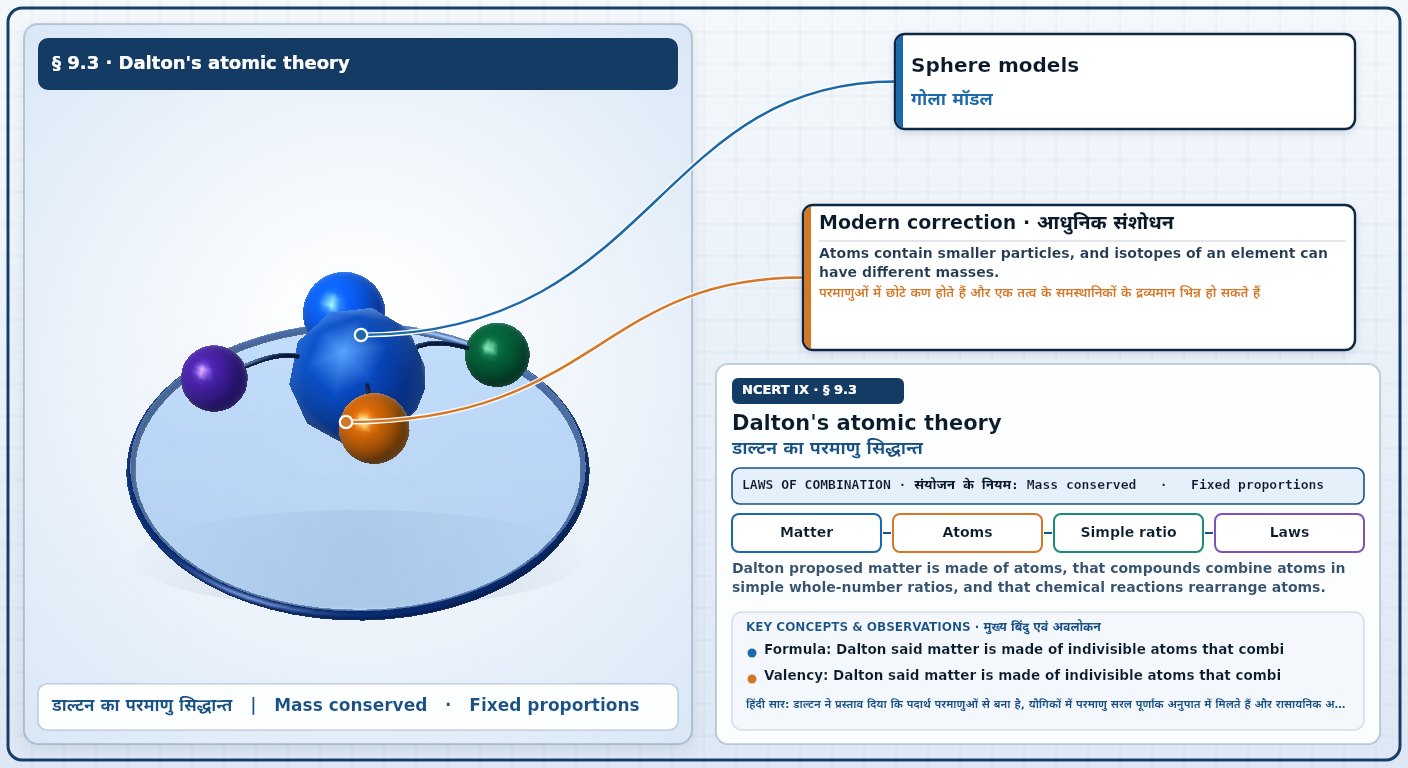 § 9.3 · Dalton's atomic theory
डाल्टन का परमाणु सिद्धान्त | Mass conserved · Fixed proportions
Sphere models
गोला मॉडल
Modern correction · आधुनिक संशोधन
Atoms contain smaller particles, and isotopes of an element can
have different masses.
परमाणुओं में छोटे कण होते हैं और एक तत्व के समस्थानिकों के द्रव्यमान भिन्न हो सकते हैं
NCERT IX · § 9.3
Dalton's atomic theory
डाल्टन का परमाणु सिद्धान्त
LAWS OF COMBINATION · संयोजन के नियम: Mass conserved · Fixed proportions
Matter Atoms Simple ratio Laws
Dalton proposed matter is made of atoms, that compounds combine atoms in
simple whole-number ratios, and that chemical reactions rearrange atoms.
KEY CONCEPTS & OBSERVATIONS · मुख्य बिंदु एवं अवलोकन
Formula: Dalton said matter is made of indivisible atoms that combi
Valency: Dalton said matter is made of indivisible atoms that combi
हिंदी सार: डाल्टन ने प्रस्ताव दिया कि पदार्थ परमाणुओं से बना है, यौगिकों में परमाणु सरल पूर्णांक अनुपात में मिलते हैं और रासायनिक अ...